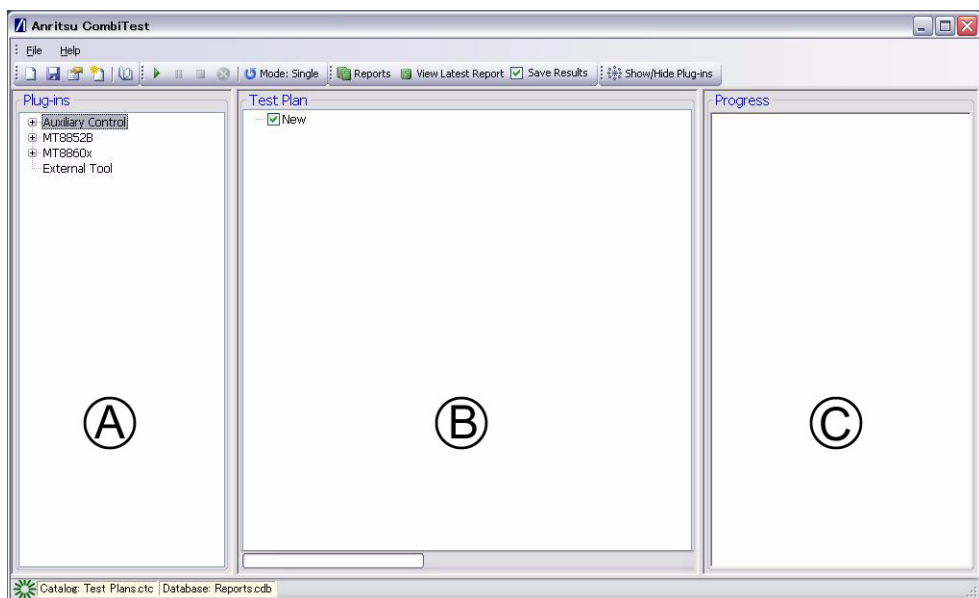 Anritsu CombiTest
File Help
Mode: Single Reports View Latest Report Save Results Show/Hide Plug-ins
Plug-ins Test Plan Progress
Auxiliary Control New
MT8852B
MT8860x
External Tool
A B C
Catalog: Test Plans.ctc Database: Reports.cdb